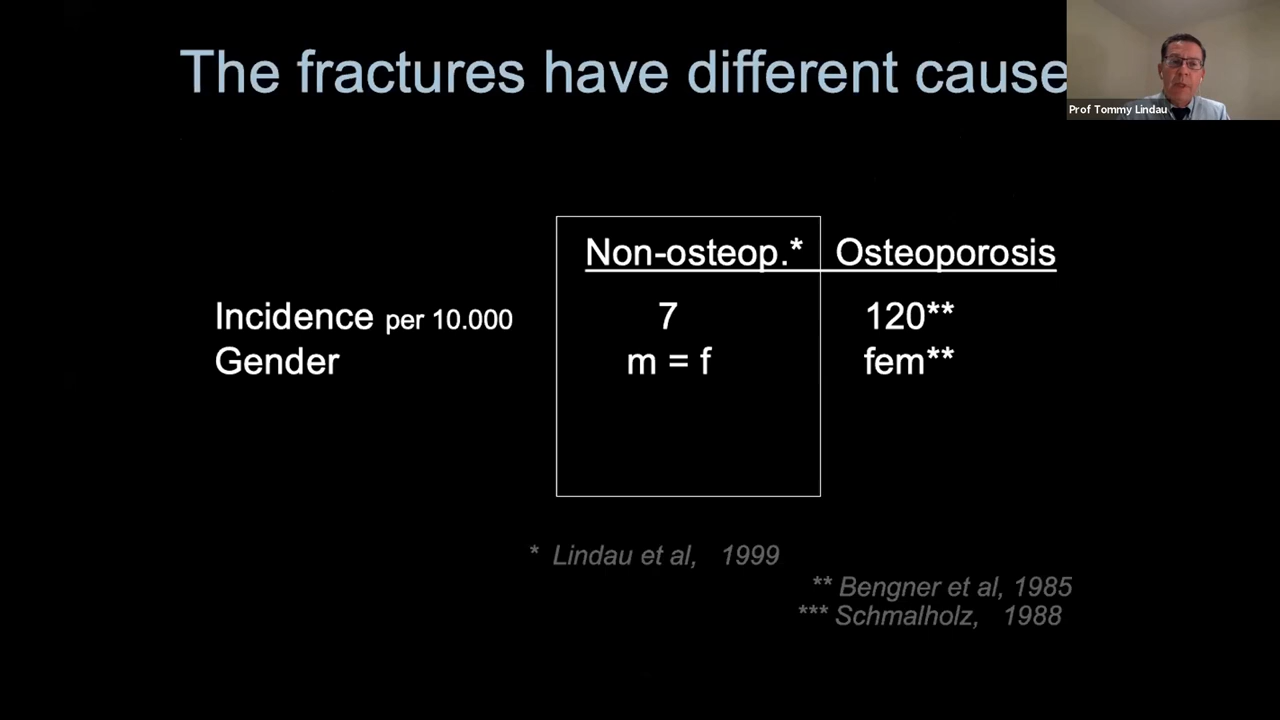 The fractures have different cause
Prof Tommy Lindau
Non-osteop.* Osteoporosis
Incidence per 10.000 7 120**
Gender m = f fem**
* Lindau et al, 1999
** Bengner et al, 1985
*** Schmalholz, 1988